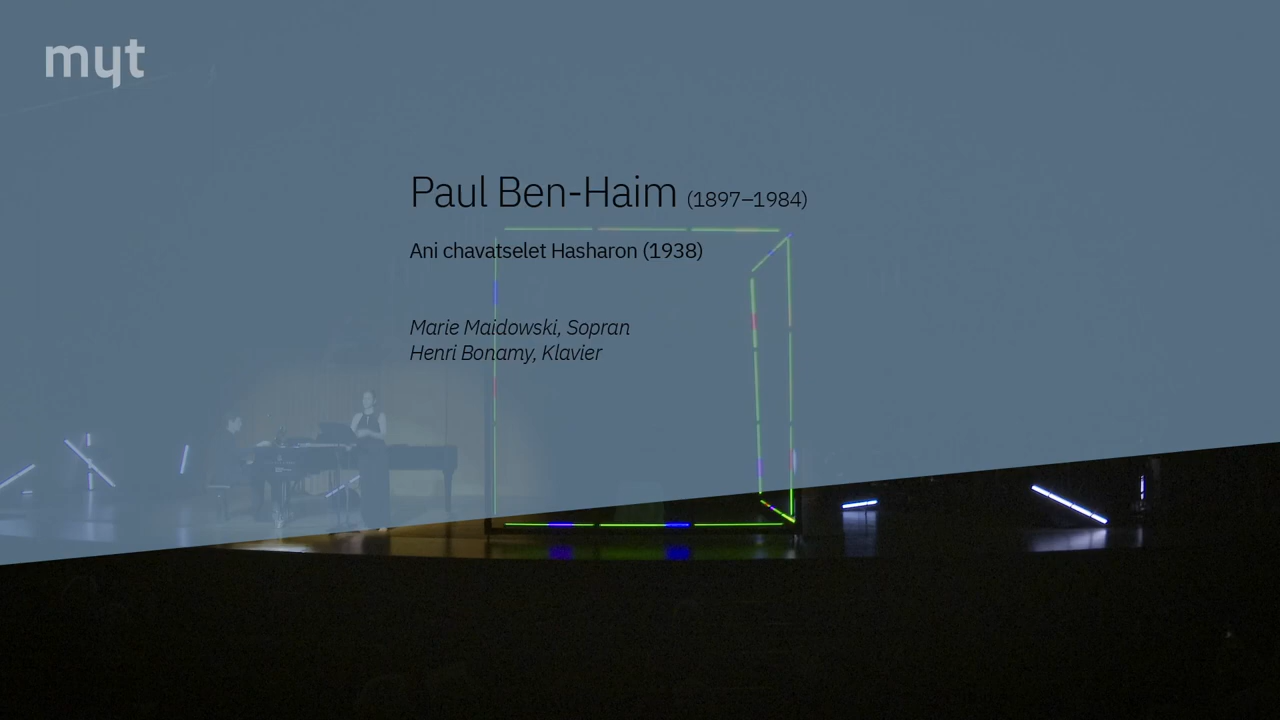 myt
Paul Ben-Haim (1897–1984)
Ani chavatselet Hasharon (1938)
Marie Maidowski, Sopran
Henri Bonamy, Klavier